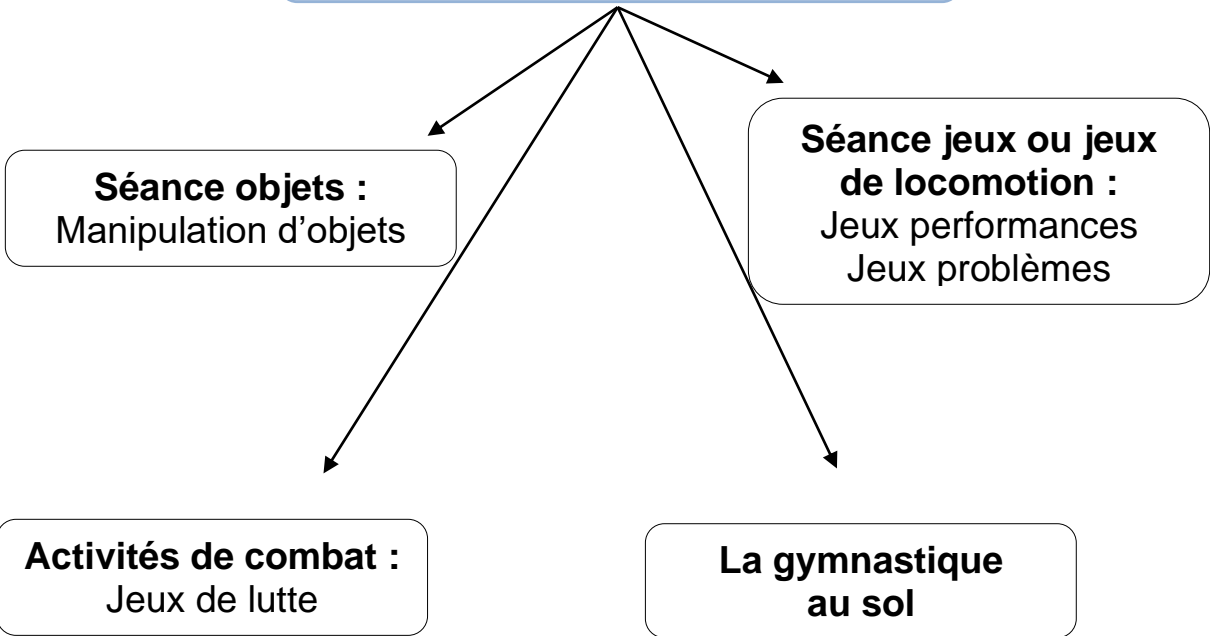 Séance objets :
Manipulation d’objets
Séance jeux ou jeux
de locomotion :
Jeux performances
Jeux problèmes
Activités de combat :
Jeux de lutte
La gymnastique
au sol